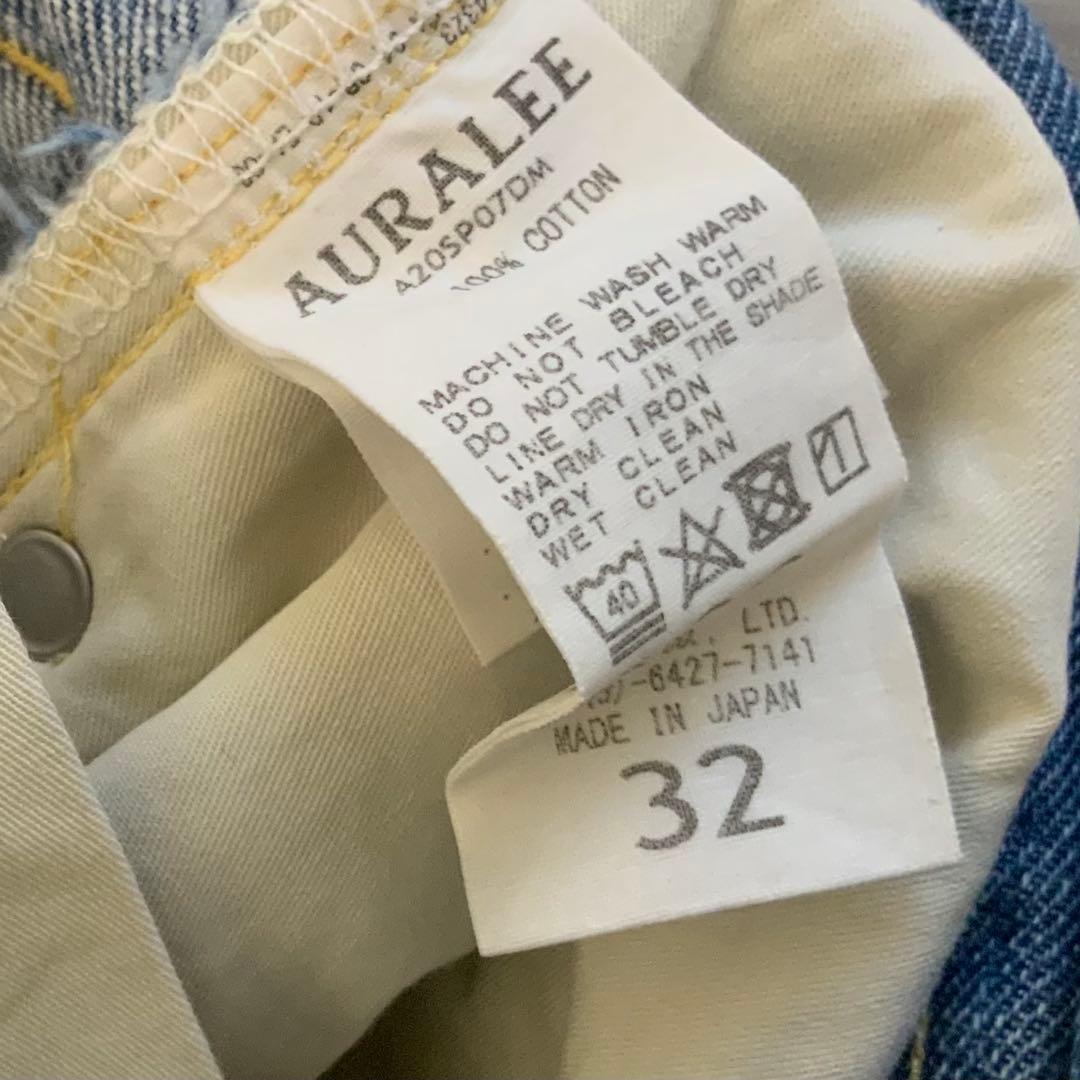 AURALEE
A20SP07DM
100% COTTON
MACHINE WASH WARM
DO NOT BLEACH
DO NOT TUMBLE DRY
LINE DRY IN THE SHADE
WARM IRON
DRY CLEAN
WET CLEAN
40
LTD.
-6427-7141
MADE IN JAPAN
32